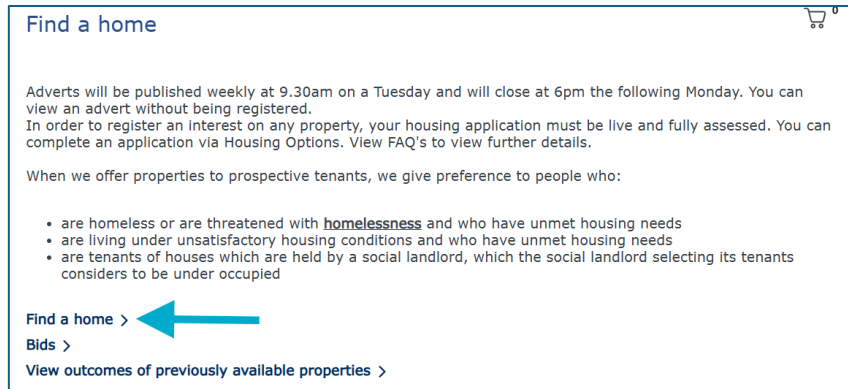 Find a home
0
Adverts will be published weekly at 9.30am on a Tuesday and will close at 6pm the following Monday. You can
view an advert without being registered.
In order to register an interest on any property, your housing application must be live and fully assessed. You can
complete an application via Housing Options. View FAQ's to view further details.
When we offer properties to prospective tenants, we give preference to people who:
• are homeless or are threatened with homelessness and who have unmet housing needs
• are living under unsatisfactory housing conditions and who have unmet housing needs
• are tenants of houses which are held by a social landlord, which the social landlord selecting its tenants
considers to be under occupied
Find a home >
Bids >
View outcomes of previously available properties >